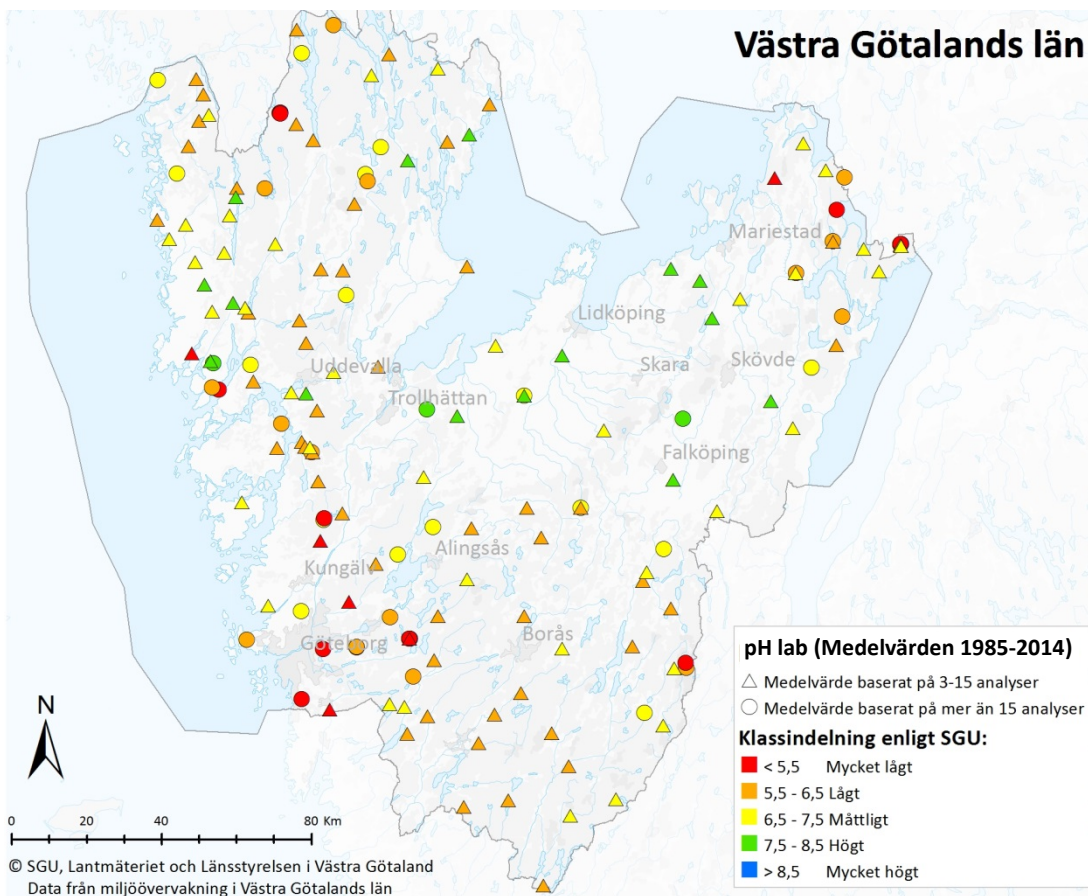 Västra Götalands län
Mariestad
Lidköping
Skara
Skövde
Uddevalla
Trollhättan
Falköping
Alingsås
Kungälv
Göteborg
Borås
N
0 20 40 80 Km
© SGU, Lantmäteriet och Länsstyrelsen i Västra Götaland
Data från miljöövervakning i Västra Götalands län
pH lab (Medelvärden 1985-2014)
Medelvärde baserat på 3-15 analyser
Medelvärde baserat på mer än 15 analyser
Klassindelning enligt SGU:
< 5,5 Mycket lågt
5,5 - 6,5 Lågt
6,5 - 7,5 Måttligt
7,5 - 8,5 Högt
> 8,5 Mycket högt